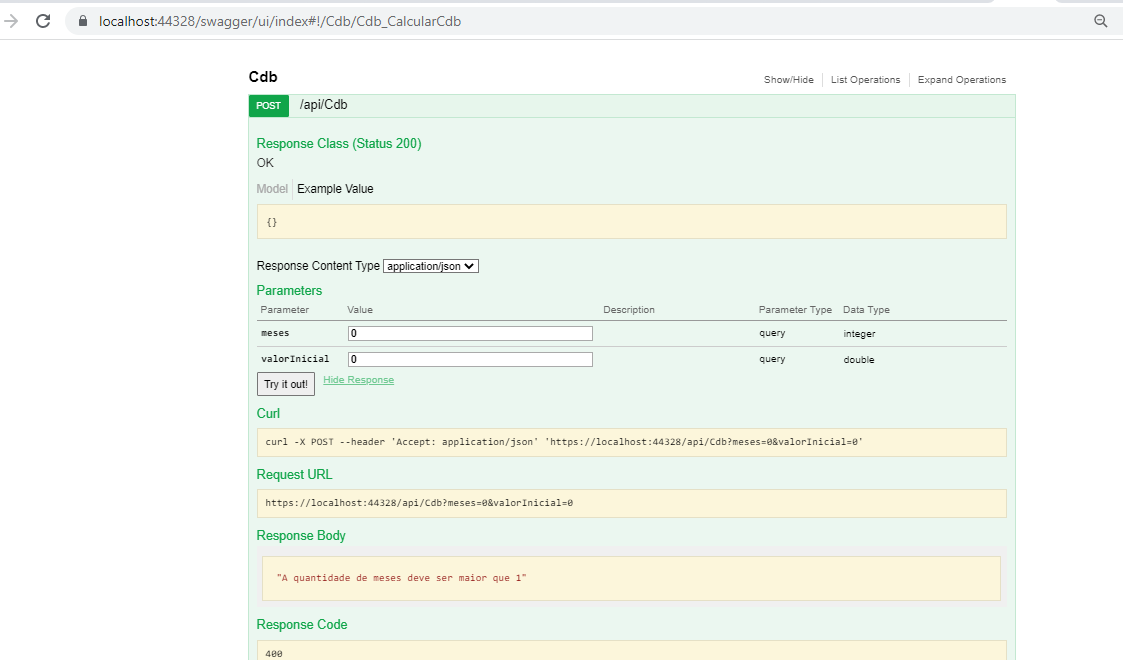 localhost:44328/swagger/ui/index#!/Cdb/Cdb_CalcularCdb
Cdb
Show/Hide List Operations Expand Operations
POST /api/Cdb
Response Class (Status 200)
OK
Model Example Value
{}
Response Content Type application/json
Parameters
Parameter Value Description Parameter Type Data Type
meses 0 query integer
valorInicial 0 query double
Try it out! Hide Response
Curl
curl -X POST --header 'Accept: application/json' 'https://localhost:44328/api/Cdb?meses=0&valorInicial=0'
Request URL
https://localhost:44328/api/Cdb?meses=0&valorInicial=0
Response Body
"A quantidade de meses deve ser maior que 1"
Response Code
400